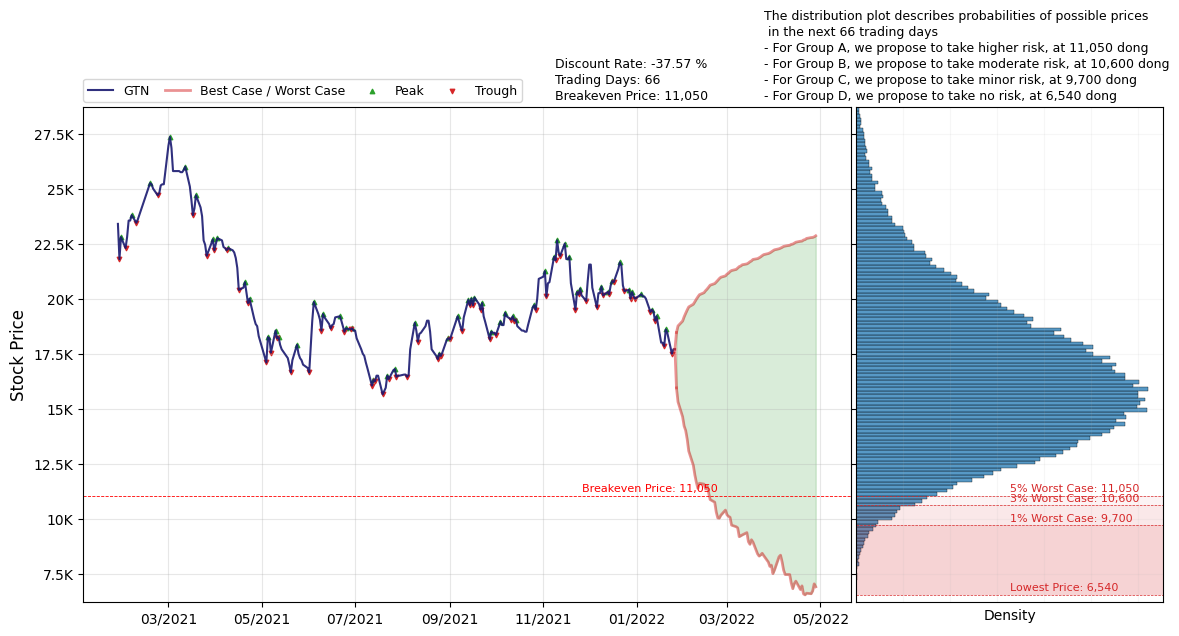 The distribution plot describes probabilities of possible prices
in the next 66 trading days
- For Group A, we propose to take higher risk, at 11,050 dong
- For Group B, we propose to take moderate risk, at 10,600 dong
- For Group C, we propose to take minor risk, at 9,700 dong
- For Group D, we propose to take no risk, at 6,540 dong
Discount Rate: -37.57 %
Trading Days: 66
Breakeven Price: 11,050
GTN
Best Case / Worst Case
Peak
Trough
Stock Price
27.5K
25K
22.5K
20K
17.5K
15K
12.5K
10K
7.5K
Breakeven Price: 11,050
03/2021
05/2021
07/2021
09/2021
11/2021
01/2022
03/2022
05/2022
5% Worst Case: 11,050
3% Worst Case: 10,600
1% Worst Case: 9,700
Lowest Price: 6,540
Density